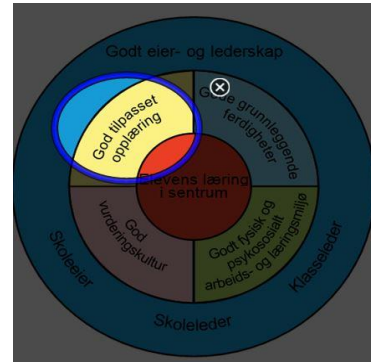 Godt eier- og lederskap
God tilpasset
opplæring
Gode grunnleggende
ferdigheter
Elevens læring
i sentrum
God
vurderingskultur
Godt fysisk og
psykososialt
arbeids- og læringsmiljø
Skoleeier
Skoleleder
Klasseleder